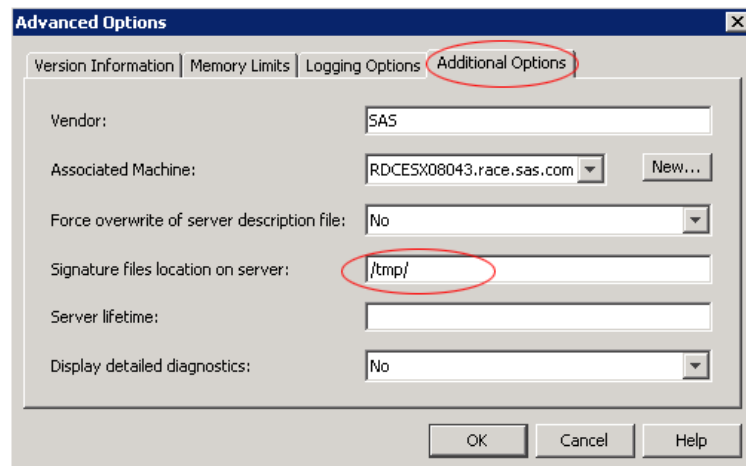 Advanced Options
Version Information Memory Limits Logging Options Additional Options
Vendor: SAS
Associated Machine: RDCESX08043.race.sas.com New...
Force overwrite of server description file: No
Signature files location on server: /tmp/
Server lifetime:
Display detailed diagnostics: No
OK Cancel Help